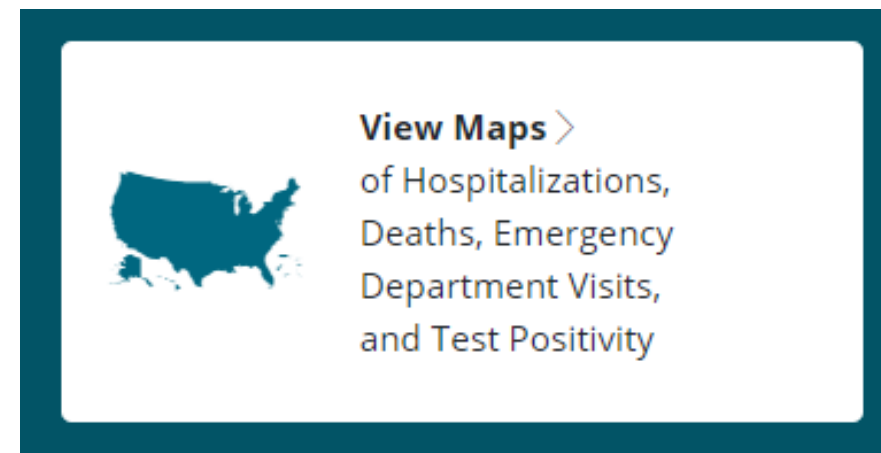 View Maps
of Hospitalizations,
Deaths, Emergency
Department Visits,
and Test Positivity